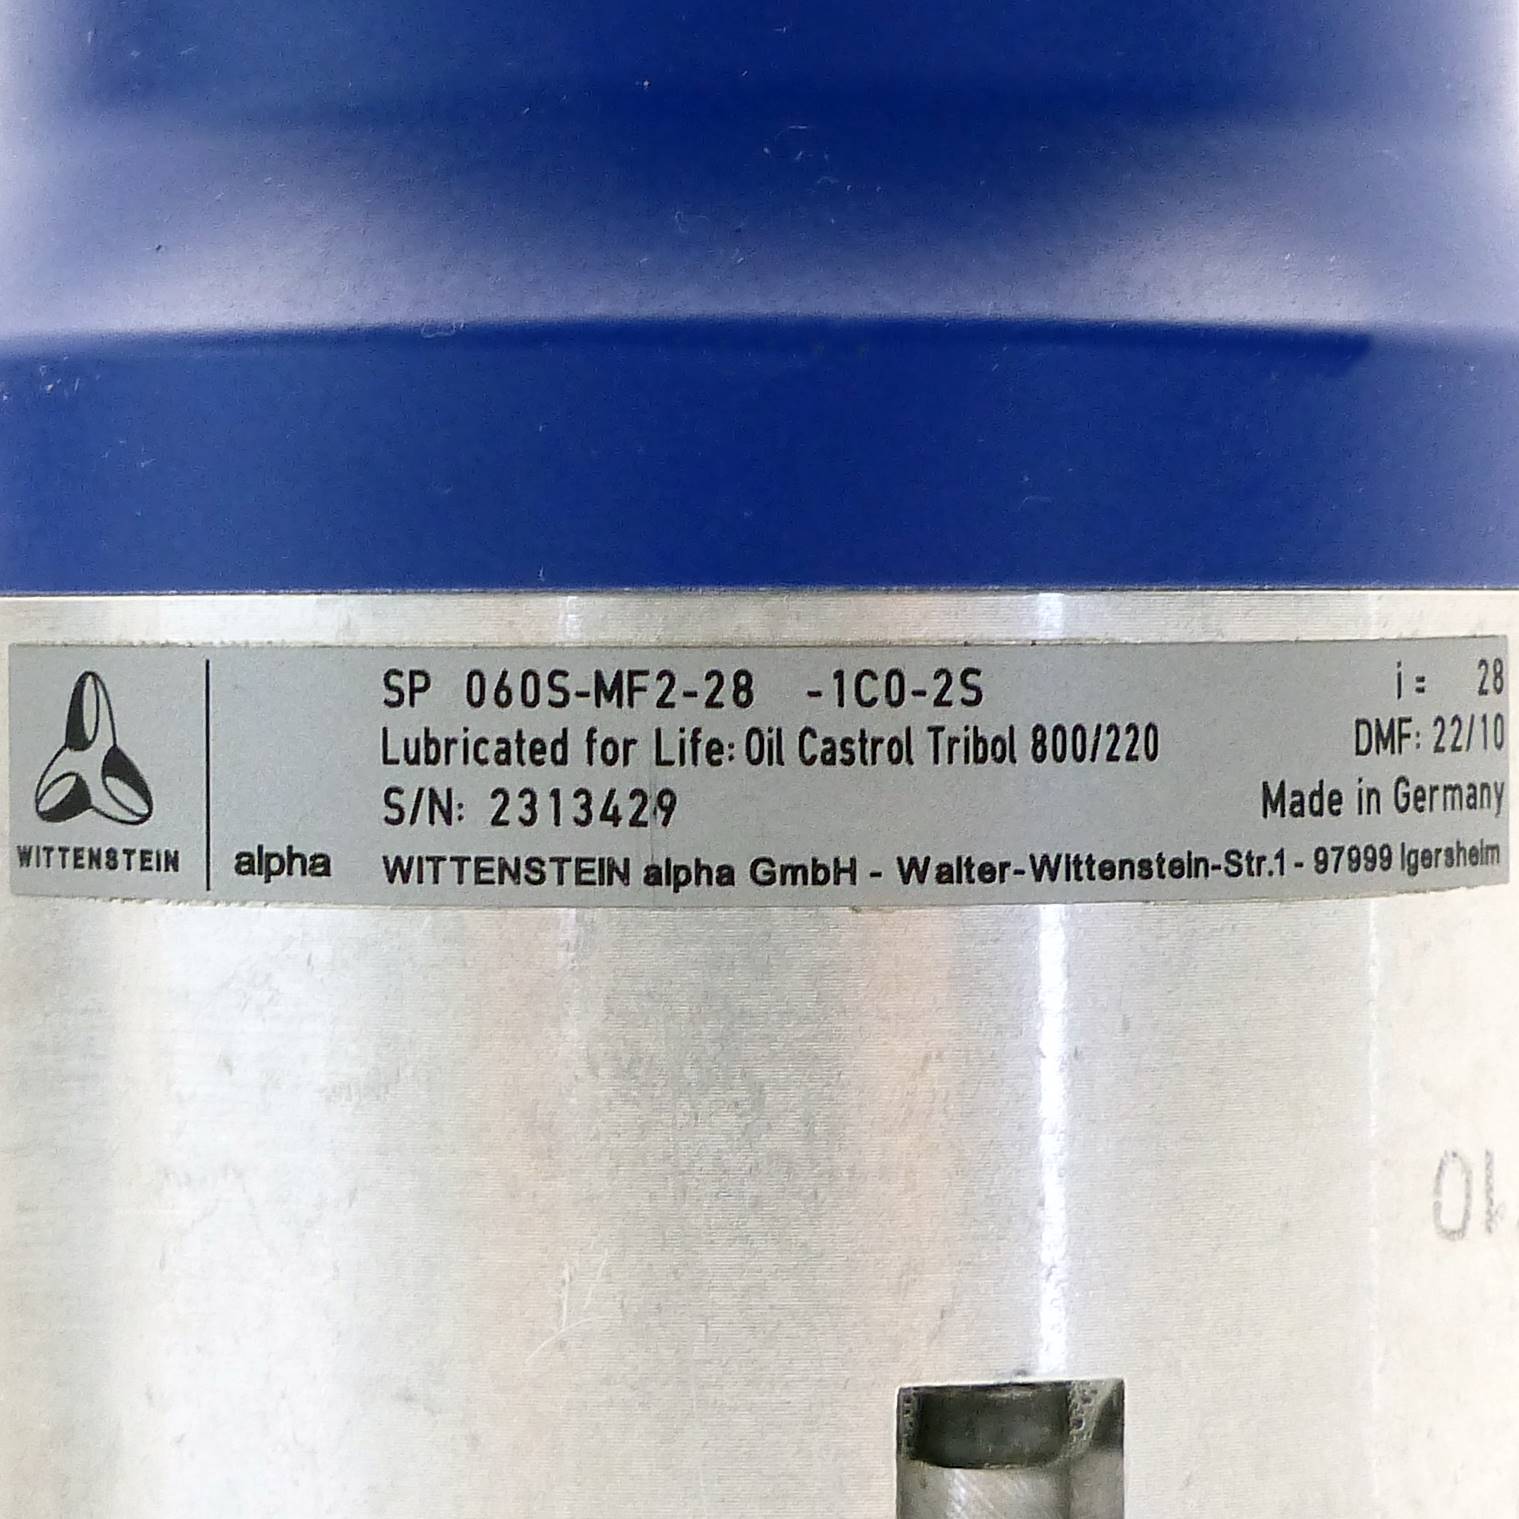 SP 060S-MF2-28 -1C0-2S i= 28
Lubricated for Life: Oil Castrol Tribol 800/220 DMF: 22/10
S/N: 2313429 Made in Germany
WITTENSTEIN alpha WITTENSTEIN alpha GmbH - Walter-Wittenstein-Str.1 - 97999 Igersheim
10